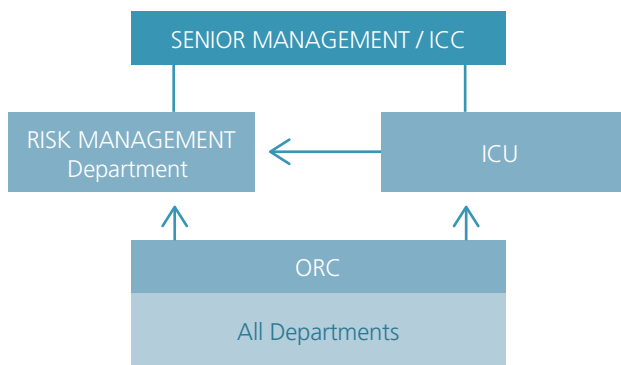 SENIOR MANAGEMENT / ICC
RISK MANAGEMENT
Department
ICU
ORC
All Departments